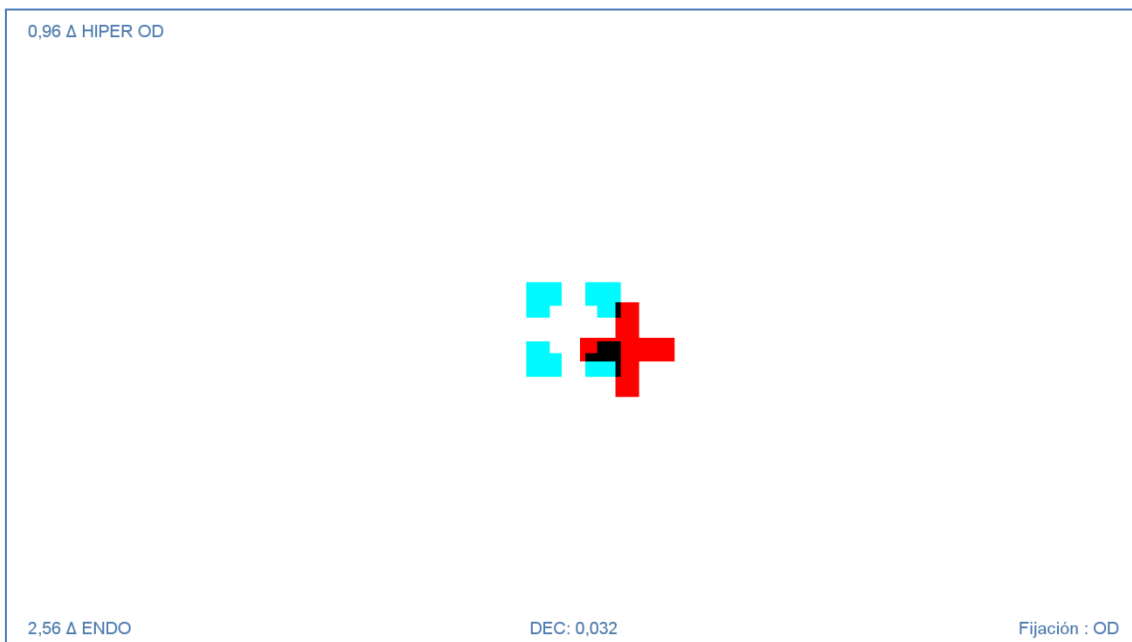 0,96 Δ HIPER OD
2,56 Δ ENDO
DEC: 0,032
Fijación : OD